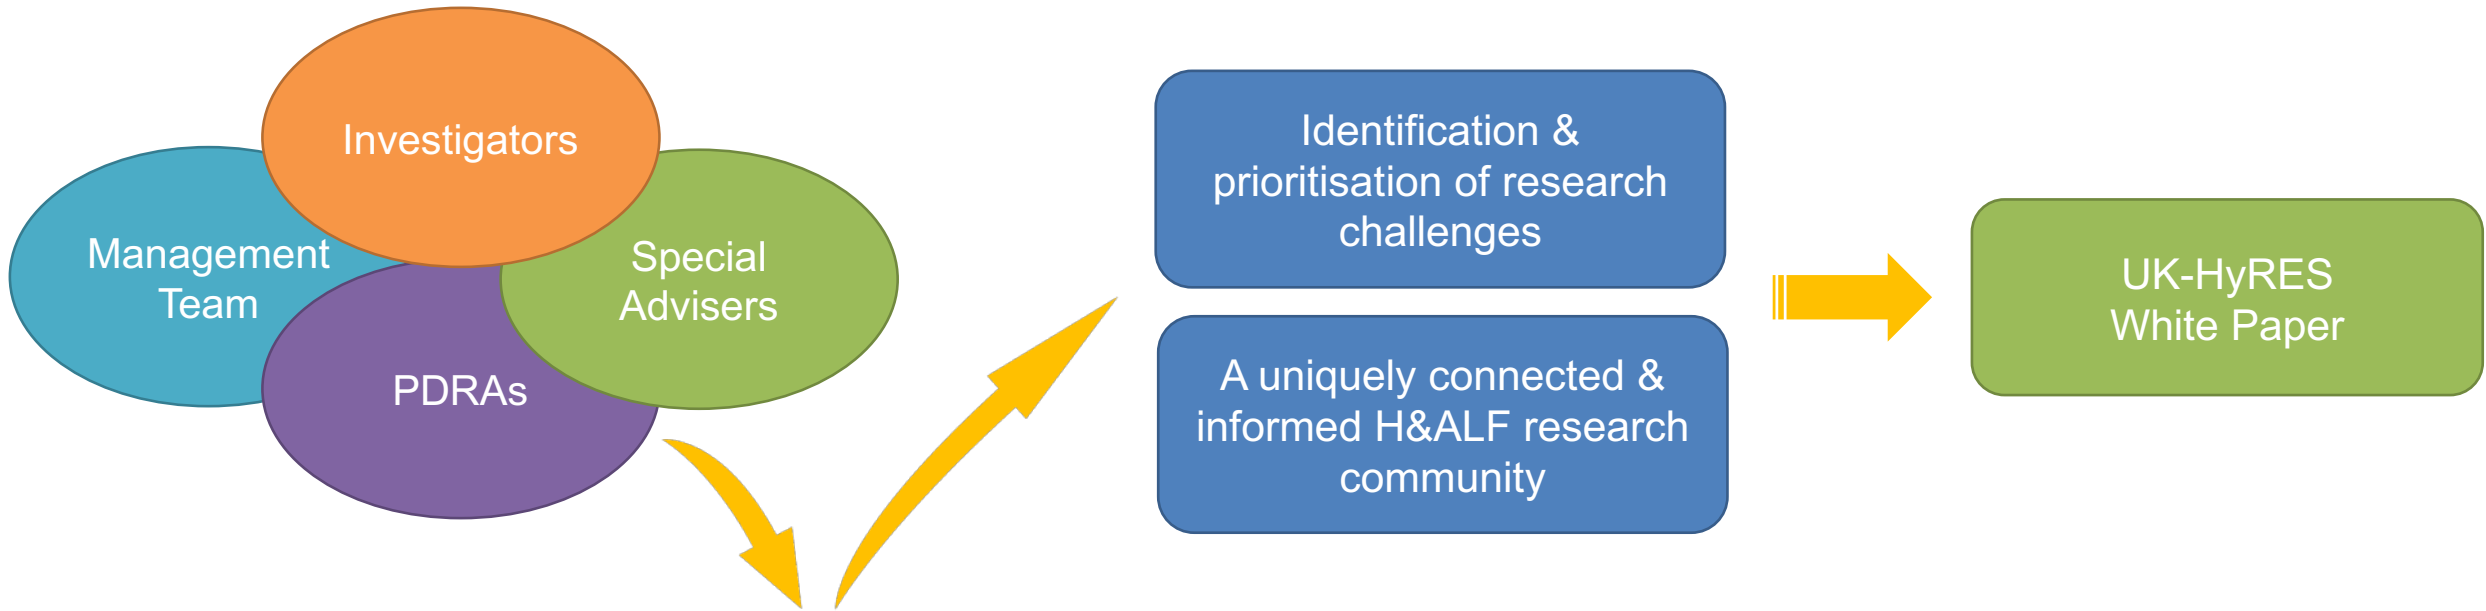 Investigators
Management
Team
Special
Advisers
PDRAs
Identification &
prioritisation of research
challenges
A uniquely connected &
informed H&ALF research
community
UK-HyRES
White Paper